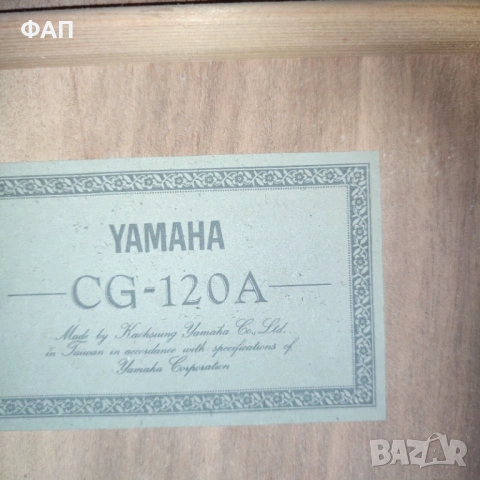 ФАП
YAMAHA
CG-120A
Made by Kaohsiung Yamaha Co., Ltd.
in Taiwan in accordance with specifications of
Yamaha Corporation
BAZAR